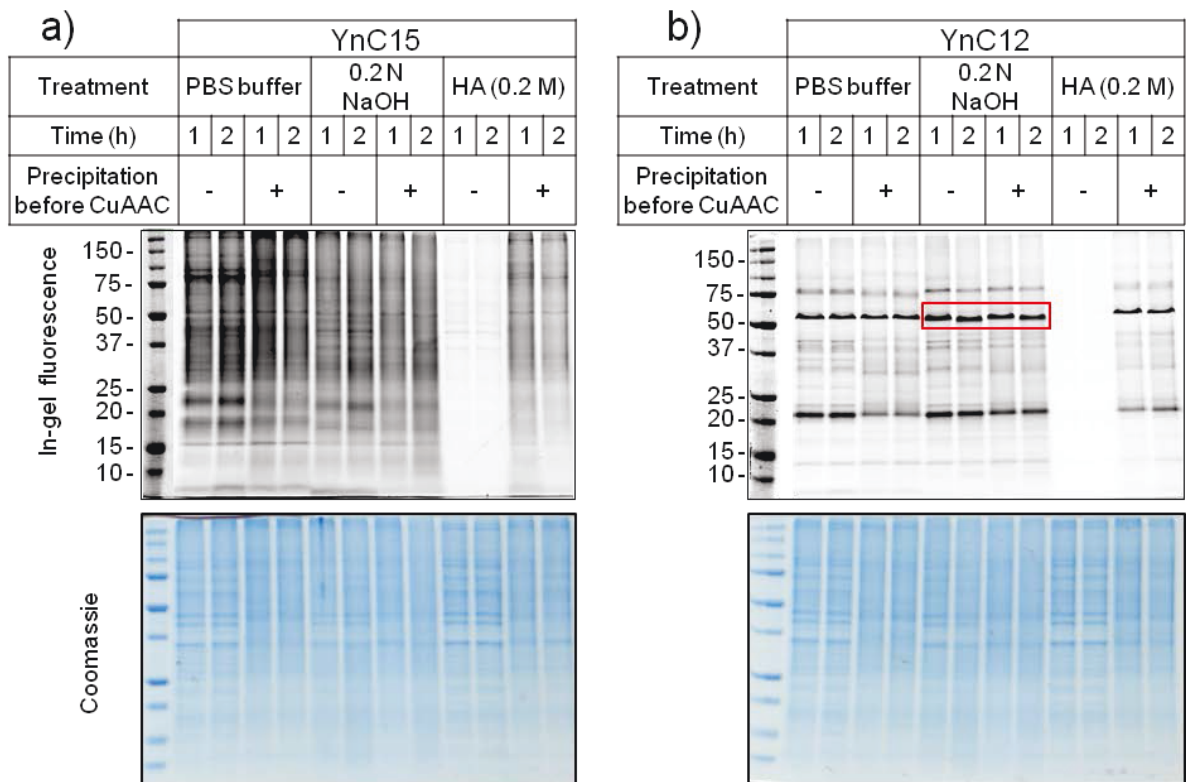 a)
YnC15
Treatment PBS buffer 0.2 N NaOH HA (0.2 M)
Time (h) 1 2 1 2 1 2 1 2 1 2 1 2
Precipitation before CuAAC - + - + - +
In-gel fluorescence
150-
75-
50-
37-
25-
20-
15-
10-
Coomassie
b)
YnC12
Treatment PBS buffer 0.2 N NaOH HA (0.2 M)
Time (h) 1 2 1 2 1 2 1 2 1 2 1 2
Precipitation before CuAAC - + - + - +
150-
75-
50-
37-
25-
20-
15-
10-